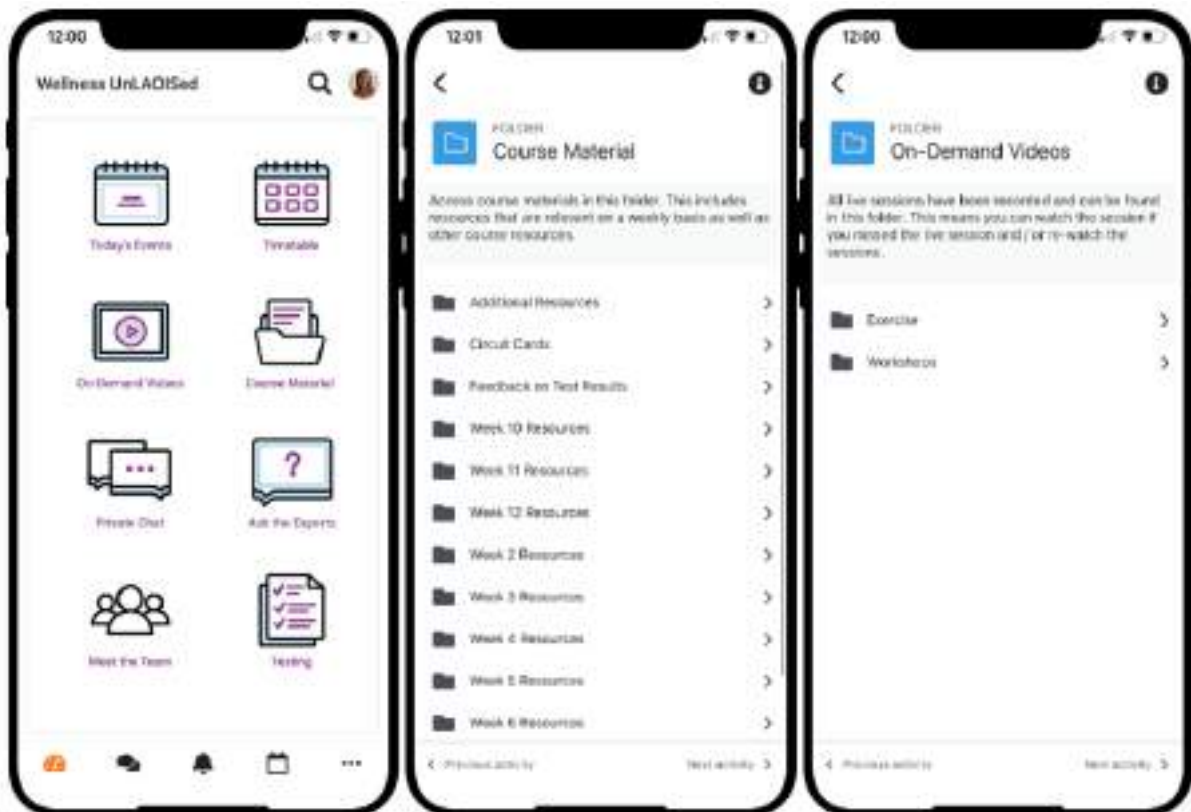 12:00
Wellness UnLAOISed
Today's Events
Timetable
On-Demand Videos
Course Material
Private Chat
Ask the Experts
Meet the Team
Testing
12:01
FOLDER
Course Material
Access course materials in this folder. This includes
resources that are relevant on a weekly basis as well as
other course resources.
Additional Resources
Circuit Cards
Feedback on Test Results
Week 10 Resources
Week 11 Resources
Week 12 Resources
Week 2 Resources
Week 3 Resources
Week 4 Resources
Week 5 Resources
Week 6 Resources
Previous activity
Next activity
12:00
FOLDER
On-Demand Videos
All live sessions have been recorded and can be found
in this folder. This means you can watch the session if
you missed the live session and / or re-watch the
sessions.
Exercise
Workshops
Previous activity
Next activity